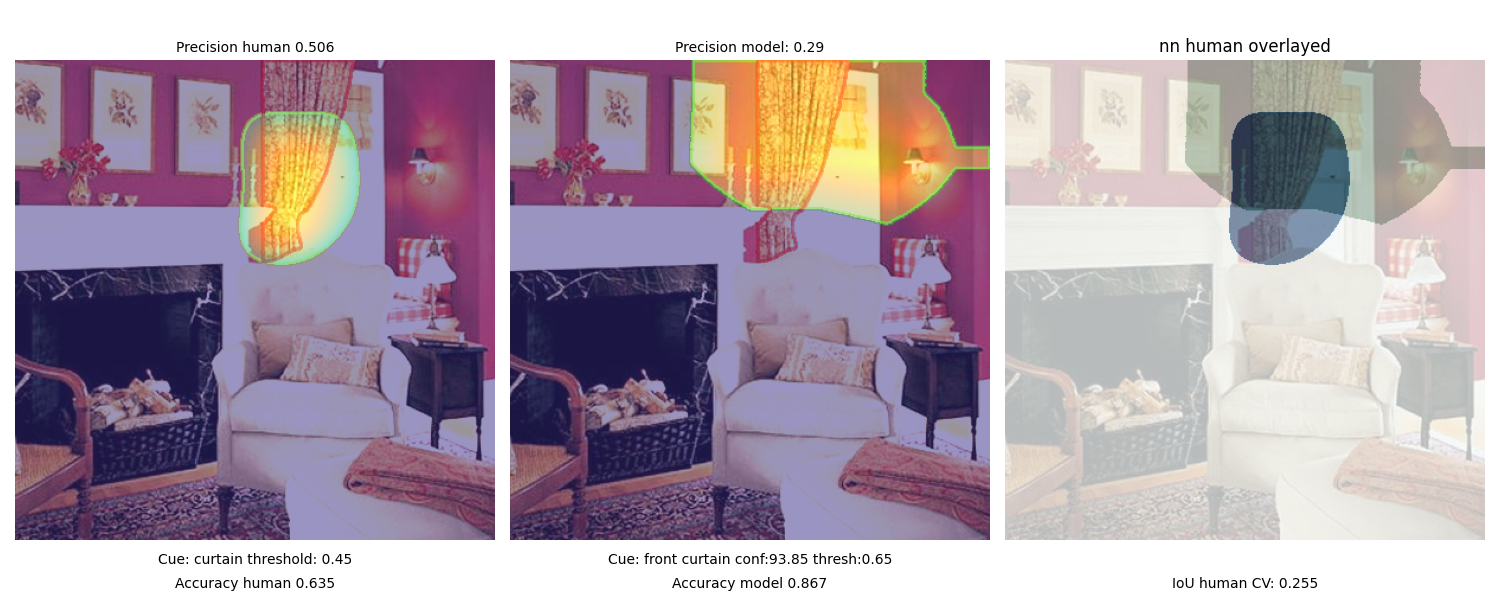 Precision human 0.506
Cue: curtain threshold: 0.45
Accuracy human 0.635
Precision model: 0.29
Cue: front curtain conf:93.85 thresh:0.65
Accuracy model 0.867
nn human overlayed
IoU human CV: 0.255